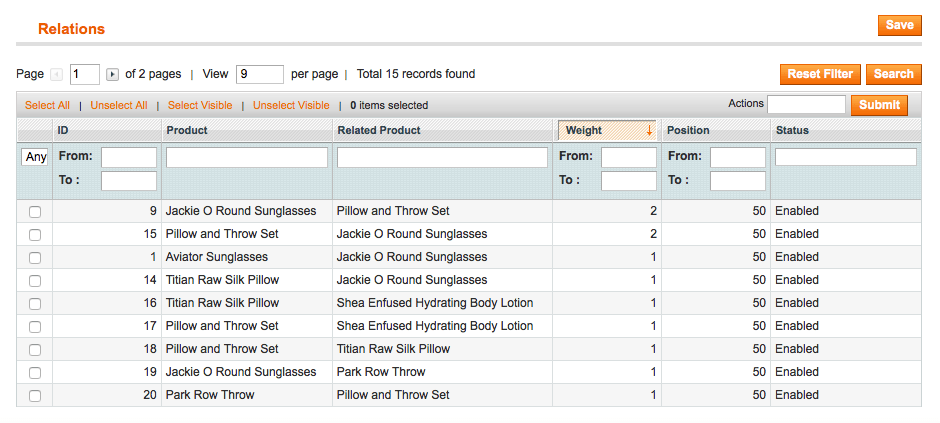 Relations Save
Page 1 of 2 pages | View 9 per page | Total 15 records found Reset Filter Search
Select All | Unselect All | Select Visible | Unselect Visible | 0 items selected Actions Submit
ID Product Related Product Weight Position Status
Any From: From: From:
To : To : To :
9 Jackie O Round Sunglasses Pillow and Throw Set 2 50 Enabled
15 Pillow and Throw Set Jackie O Round Sunglasses 2 50 Enabled
1 Aviator Sunglasses Jackie O Round Sunglasses 1 50 Enabled
14 Titian Raw Silk Pillow Jackie O Round Sunglasses 1 50 Enabled
16 Titian Raw Silk Pillow Shea Enfused Hydrating Body Lotion 1 50 Enabled
17 Pillow and Throw Set Shea Enfused Hydrating Body Lotion 1 50 Enabled
18 Pillow and Throw Set Titian Raw Silk Pillow 1 50 Enabled
19 Jackie O Round Sunglasses Park Row Throw 1 50 Enabled
20 Park Row Throw Pillow and Throw Set 1 50 Enabled